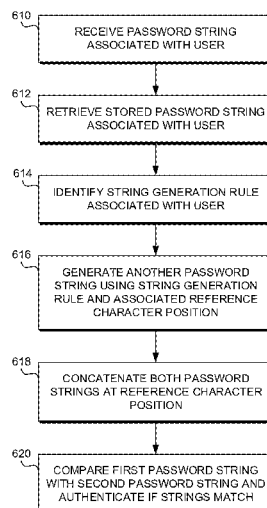 610
RECEIVE PASSWORD STRING
ASSOCIATED WITH USER
612
RETRIEVE STORED PASSWORD STRING
ASSOCIATED WITH USER
614
IDENTIFY STRING GENERATION RULE
ASSOCIATED WITH USER
616
GENERATE ANOTHER PASSWORD
STRING USING STRING GENERATION
RULE AND ASSOCIATED REFERENCE
CHARACTER POSITION
618
CONCATENATE BOTH PASSWORD
STRINGS AT REFERENCE CHARACTER
POSITION
620
COMPARE FIRST PASSWORD STRING
WITH SECOND PASSWORD STRING AND
AUTHENTICATE IF STRINGS MATCH